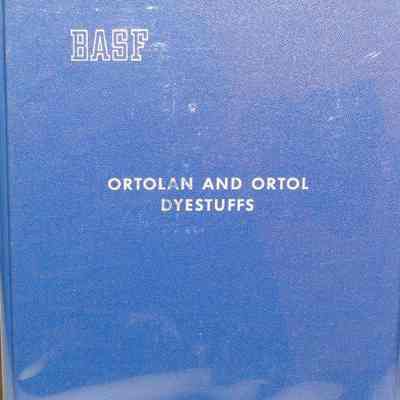 BASF
ORTOLAN AND ORTOL
DYESTUFFS